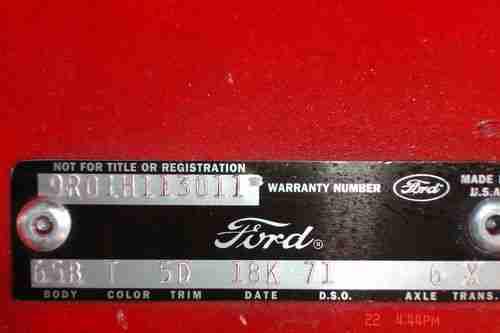 NOT FOR TITLE OR REGISTRATION
9R01H113011 WARRANTY NUMBER Ford MADE
U.S.A
Ford®
65B T 5D 18K 71 6 X
BODY COLOR TRIM DATE D.S.O. AXLE TRANS.
22 4:44PM